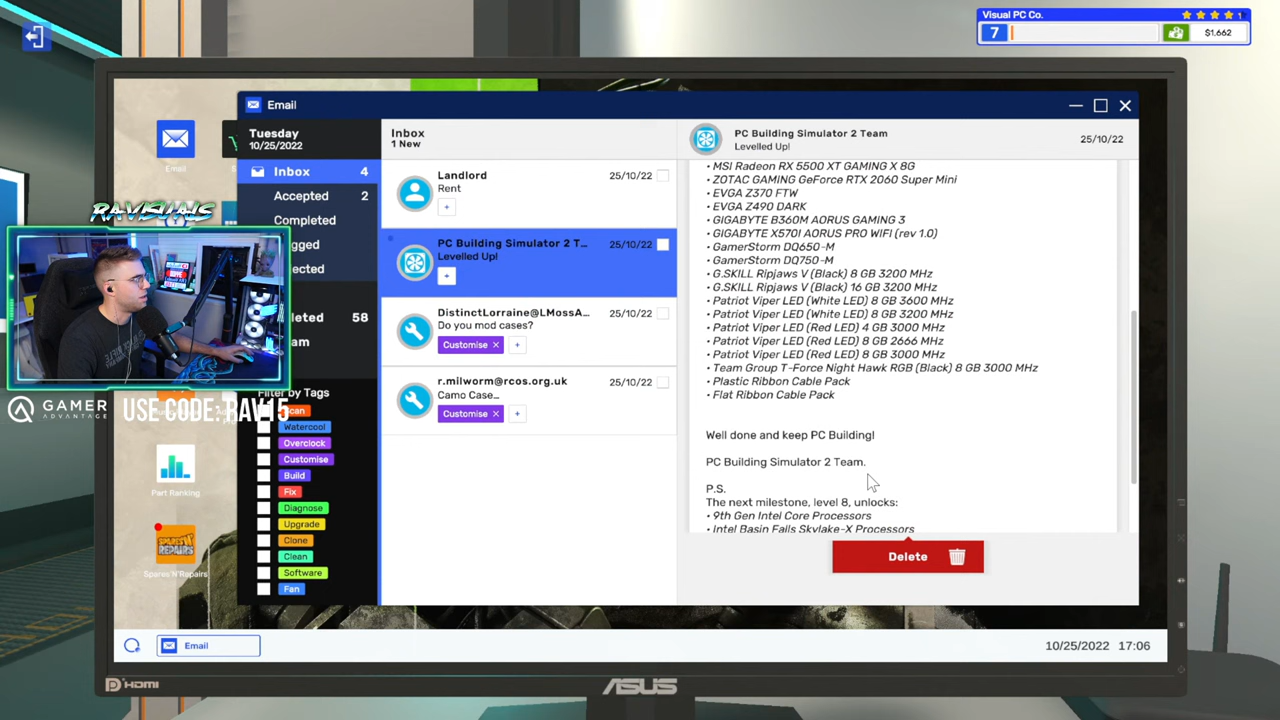 Visual PC Co.
7
$1,662
Email
Tuesday
10/25/2022
Inbox 4
Accepted 2
Completed
58
Filter by Tags
Scan
Watercool
Overclock
Customise
Build
Fix
Diagnose
Upgrade
Clone
Clean
Software
Fan
Inbox
1 New
Landlord 25/10/22
Rent
+
PC Building Simulator 2 T... 25/10/22
Levelled Up!
+
DistinctLorraine@LMossA... 25/10/22
Do you mod cases?
Customise × +
r.milworm@rcos.org.uk 25/10/22
Camo Case...
Customise × +
PC Building Simulator 2 Team 25/10/22
Levelled Up!
• MSI Radeon RX 5500 XT GAMING X 8G
• ZOTAC GAMING GeForce RTX 2060 Super Mini
• EVGA Z370 FTW
• EVGA Z490 DARK
• GIGABYTE B360M AORUS GAMING 3
• GIGABYTE X570I AORUS PRO WIFI (rev 1.0)
• GamerStorm DQ650-M
• GamerStorm DQ750-M
• G.SKILL Ripjaws V (Black) 8 GB 3200 MHz
• G.SKILL Ripjaws V (Black) 16 GB 3200 MHz
• Patriot Viper LED (White LED) 8 GB 3600 MHz
• Patriot Viper LED (White LED) 8 GB 3200 MHz
• Patriot Viper LED (Red LED) 4 GB 3000 MHz
• Patriot Viper LED (Red LED) 8 GB 2666 MHz
• Patriot Viper LED (Red LED) 8 GB 3000 MHz
• Team Group T-Force Night Hawk RGB (Black) 8 GB 3000 MHz
• Plastic Ribbon Cable Pack
• Flat Ribbon Cable Pack
Well done and keep PC Building!
PC Building Simulator 2 Team.
P.S.
The next milestone, level 8, unlocks:
• 9th Gen Intel Core Processors
• Intel Basin Falls Skylake-X Processors
Delete
Email
Part Ranking
SPARES 'N' REPAIRS
Spares'N'Repairs
RAVISUALS
GAMER
ADVANTAGE
USE CODE: RAV15
Email
10/25/2022 17:06
HDMI
ASUS